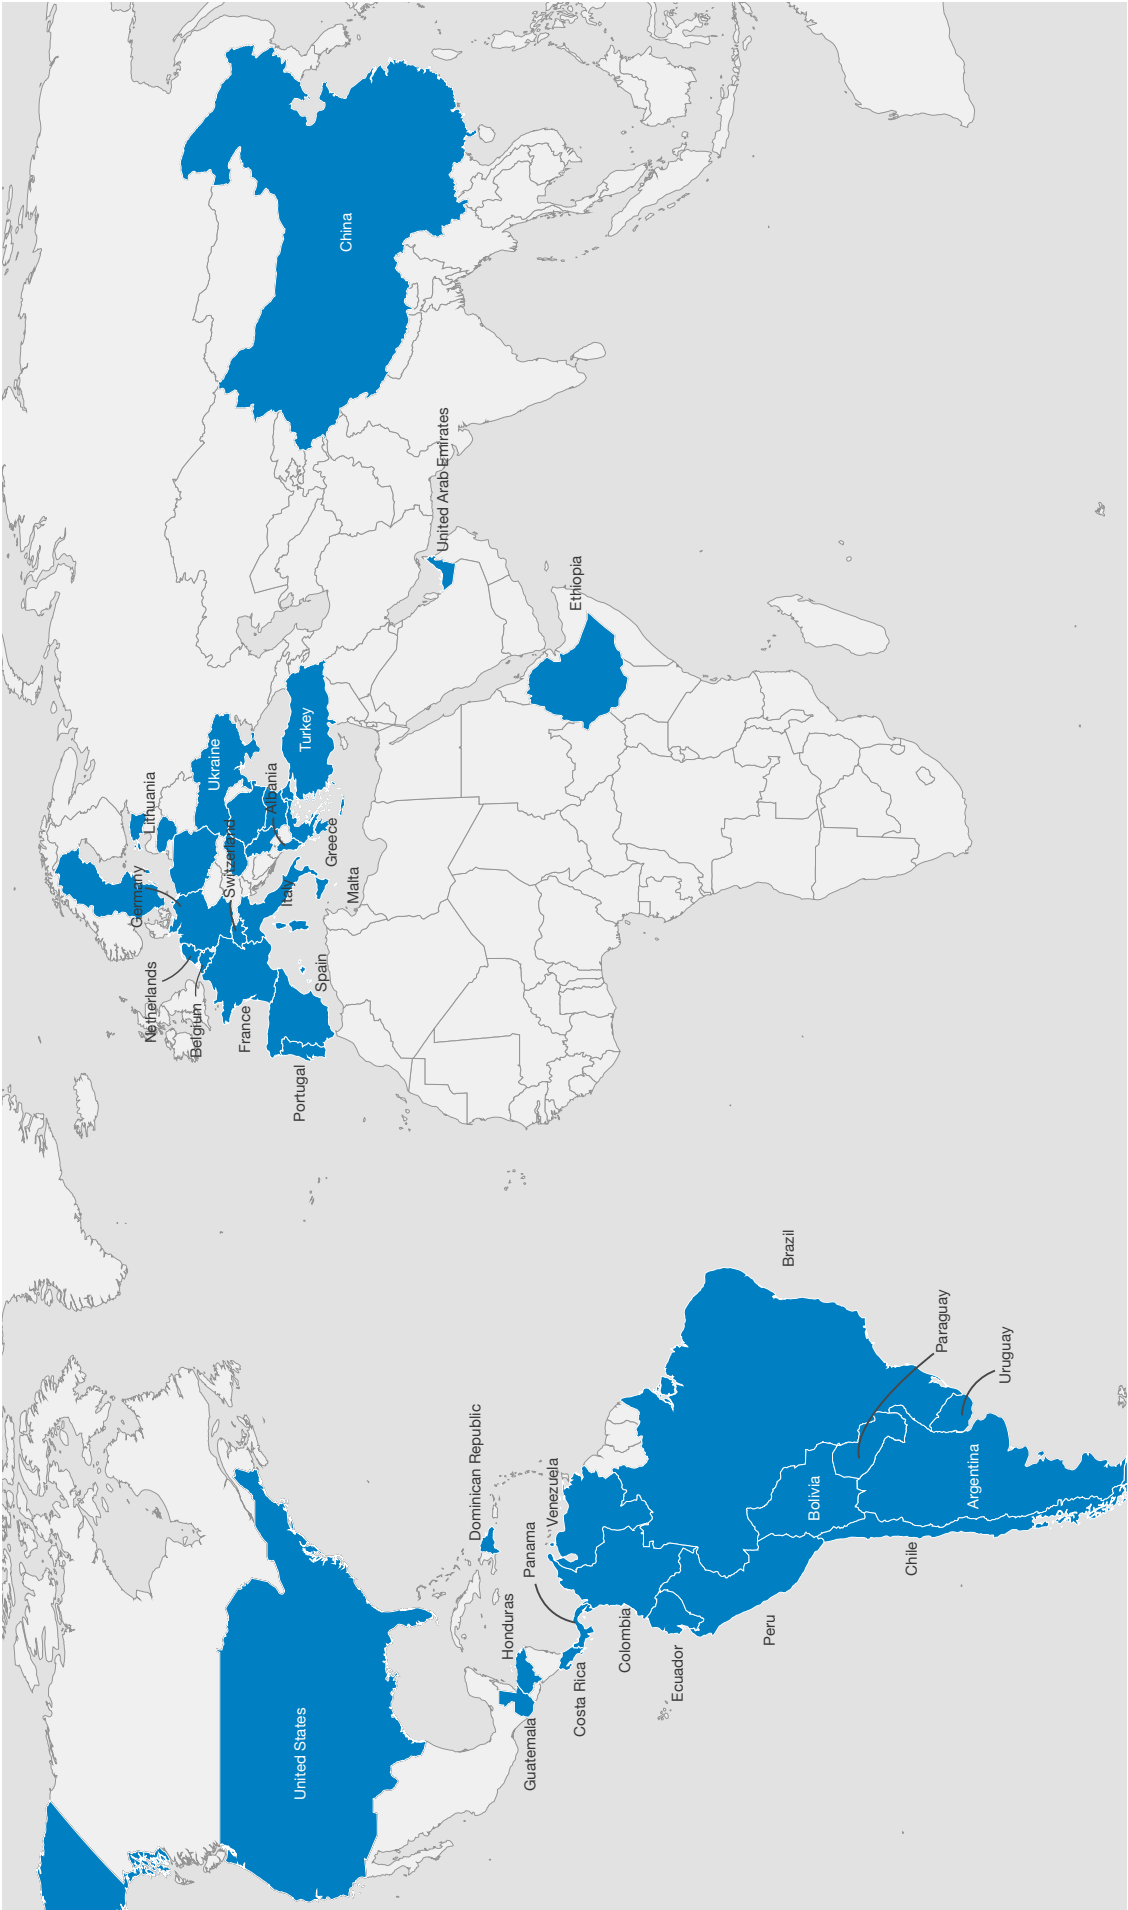 United States
Guatemala
Honduras
Costa Rica
Panama
Dominican Republic
Venezuela
Colombia
Ecuador
Peru
Bolivia
Chile
Argentina
Paraguay
Uruguay
Brazil
Portugal
Spain
France
Belgium
Netherlands
Germany
Switzerland
Italy
Malta
Lithuania
Ukraine
Albania
Greece
Turkey
Ethiopia
United Arab Emirates
China